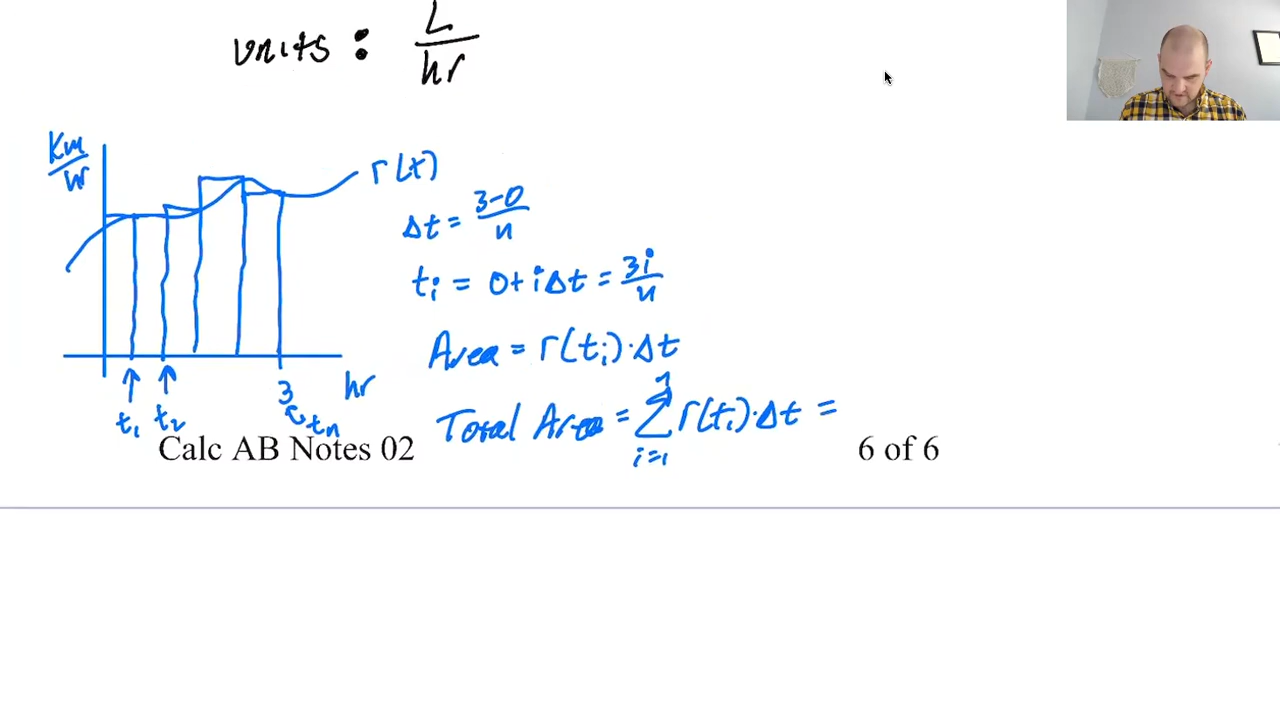 units : L/hr
Km/hr
r(t)
Δt = 3-0/n
ti = 0+iΔt = 3i/n
Area = r(ti)·Δt
3 hr
t1 t2 tn
Total Area = n∑i=1 r(ti)·Δt =
Calc AB Notes 02 6 of 6